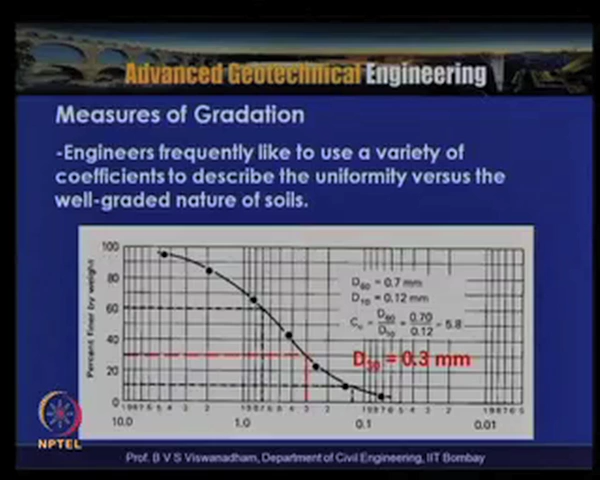 Advanced Geotechnical Engineering
Measures of Gradation
-Engineers frequently like to use a variety of
coefficients to describe the uniformity versus the
well-graded nature of soils.
Percent finer by weight
100
80
60
40
20
0
D60 = 0.7 mm
D10 = 0.12 mm
Cu = D60/D10 = 0.70/0.12 = 5.8
D30 = 0.3 mm
10.0 1.0 0.1 0.01
NPTEL
Prof. B V S Viswanadham, Department of Civil Engineering, IIT Bombay